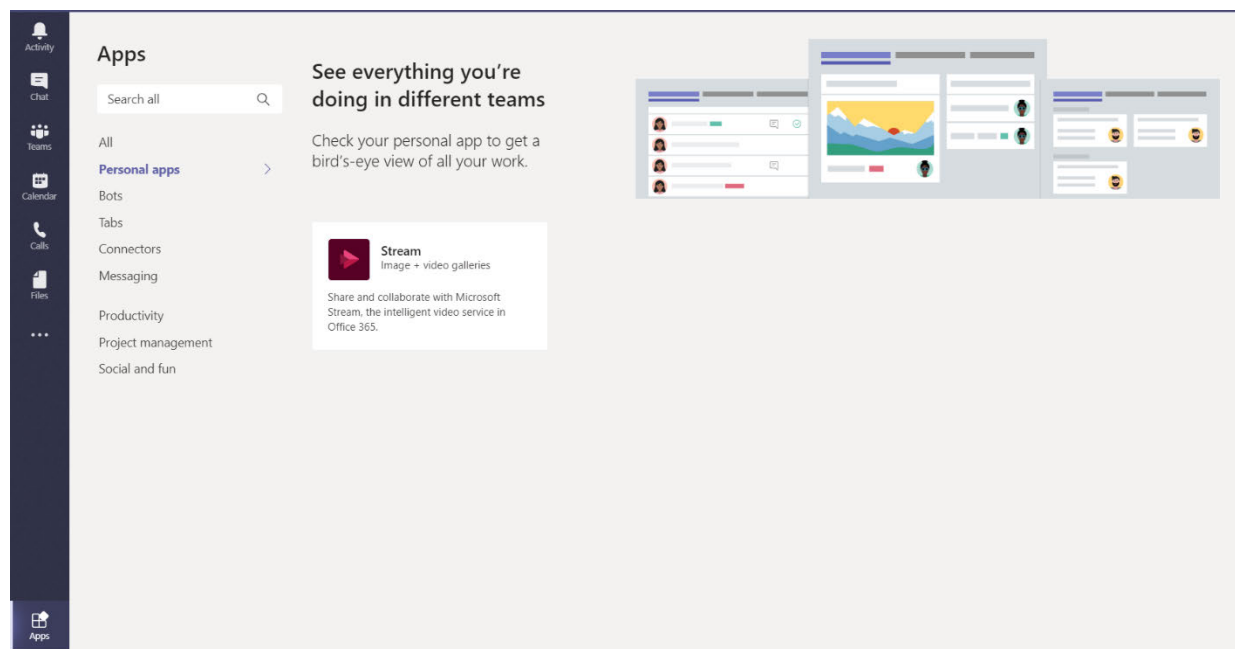 Activity
Chat
Teams
Calendar
Calls
Files
Apps
Apps
Search all
All
Personal apps
Bots
Tabs
Connectors
Messaging
Productivity
Project management
Social and fun
See everything you're
doing in different teams
Check your personal app to get a
bird's-eye view of all your work.
Stream
Image + video galleries
Share and collaborate with Microsoft
Stream, the intelligent video service in
Office 365.